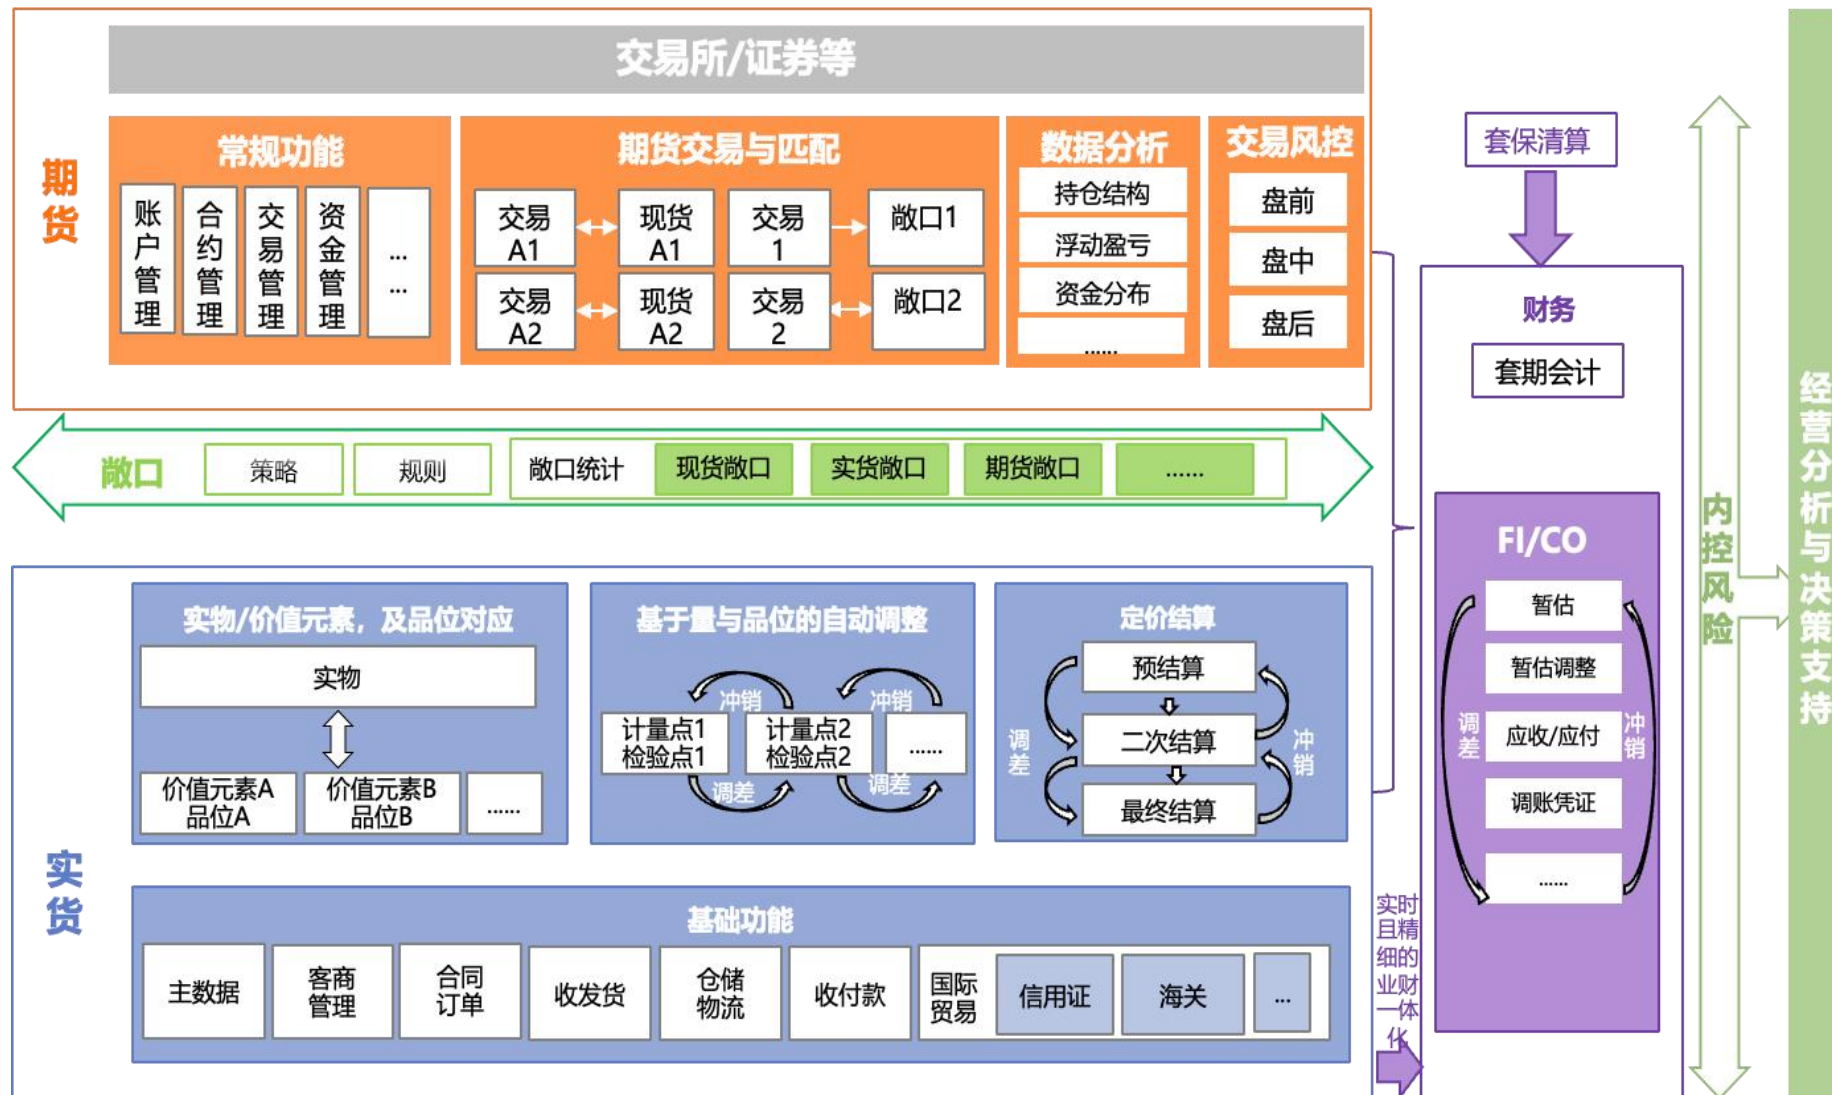 交易所/证券等
期
货
常规功能
账
户
管
理
合
约
管
理
交
易
管
理
资
金
管
理
...
...
期货交易与匹配
交易
A1
现货
A1
交易
1
敞口1
交易
A2
现货
A2
交易
2
敞口2
数据分析
持仓结构
浮动盈亏
资金分布
......
交易风控
盘前
盘中
盘后
敞口
策略
规则
敞口统计
现货敞口
实货敞口
期货敞口
......
实
货
实物/价值元素，及品位对应
实物
价值元素A
品位A
价值元素B
品位B
......
基于量与品位的自动调整
冲销
冲销
计量点1
检验点1
计量点2
检验点2
......
调差
调差
定价结算
预结算
二次结算
最终结算
调
差
冲
销
基础功能
主数据
客商
管理
合同
订单
收发货
仓储
物流
收付款
国际
贸易
信用证
海关
...
实时
且精
细的
业财
一体
化
套保清算
财务
套期会计
FI/CO
暂估
暂估调整
应收/应付
调账凭证
......
调
差
冲
销
内
控
风
险
经
营
分
析
与
决
策
支
持